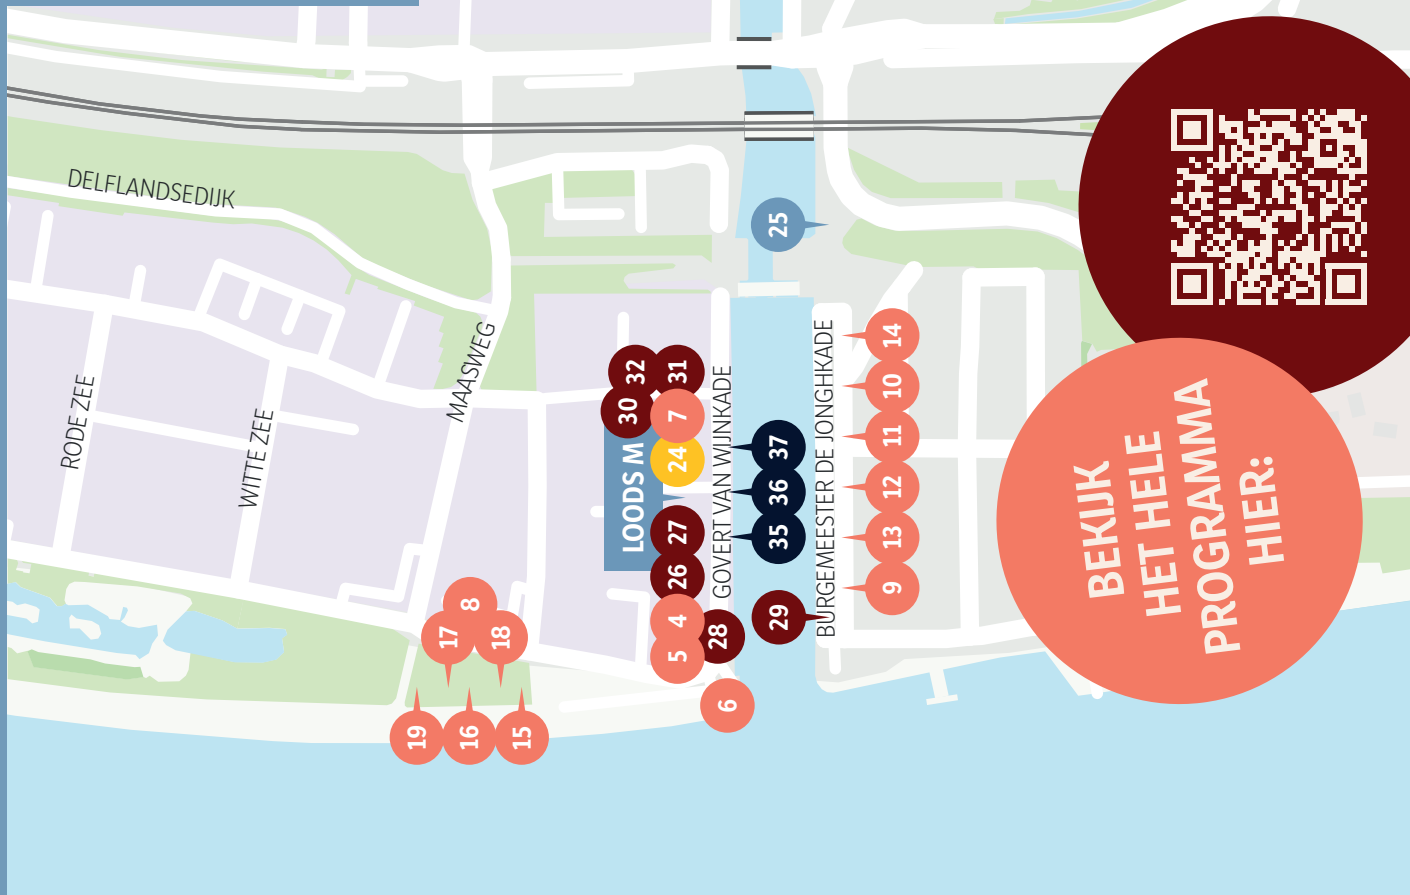 DELFLANDSEDIJK
25
MAASWEG
RODE ZEE
WITTE ZEE
32
31
30
7
24
LOODS M
27
26
4
5
28
6
GOVERT VAN WIJNKADE
37
36
35
29
BURGEMEESTER DE JONGHKADE
14
10
11
12
13
9
8
17
18
19
16
15
BEKIJK
HET HELE
PROGRAMMA
HIER: